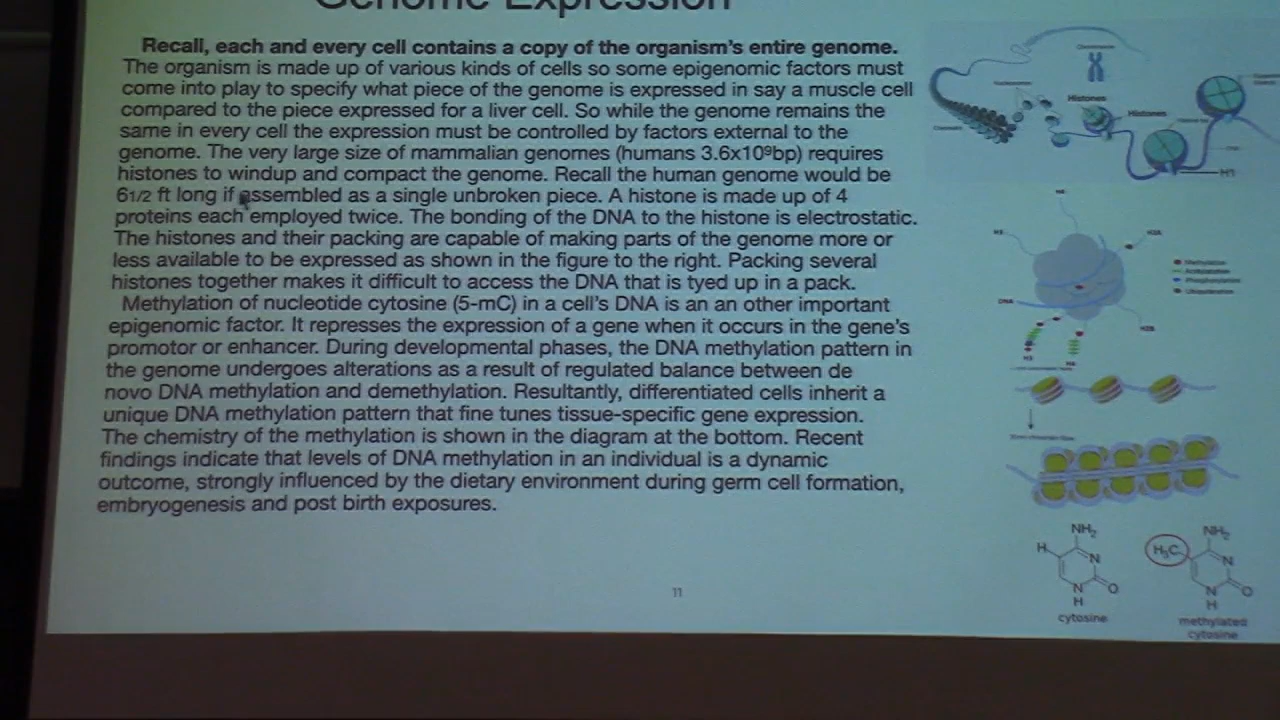 Genome Expression
Recall, each and every cell contains a copy of the organism's entire genome.
The organism is made up of various kinds of cells so some epigenomic factors must
come into play to specify what piece of the genome is expressed in say a muscle cell
compared to the piece expressed for a liver cell. So while the genome remains the
same in every cell the expression must be controlled by factors external to the
genome. The very large size of mammalian genomes (humans 3.6x10⁹bp) requires
histones to windup and compact the genome. Recall the human genome would be
61/2 ft long if assembled as a single unbroken piece. A histone is made up of 4
proteins each employed twice. The bonding of the DNA to the histone is electrostatic.
The histones and their packing are capable of making parts of the genome more or
less available to be expressed as shown in the figure to the right. Packing several
histones together makes it difficult to access the DNA that is tyed up in a pack.
Methylation of nucleotide cytosine (5-mC) in a cell's DNA is an an other important
epigenomic factor. It represses the expression of a gene when it occurs in the gene's
promotor or enhancer. During developmental phases, the DNA methylation pattern in
the genome undergoes alterations as a result of regulated balance between de
novo DNA methylation and demethylation. Resultantly, differentiated cells inherit a
unique DNA methylation pattern that fine tunes tissue-specific gene expression.
The chemistry of the methylation is shown in the diagram at the bottom. Recent
findings indicate that levels of DNA methylation in an individual is a dynamic
outcome, strongly influenced by the dietary environment during germ cell formation,
embryogenesis and post birth exposures.
11
Histones
Histones
H1
H2A
Methylation
Acetylation
Phosphorylation
Ubiquitination
DNA
H2B
H3
NH₂
H
N
N
O
H
cytosine
NH₂
H₃C
N
N
O
H
methylated
cytosine